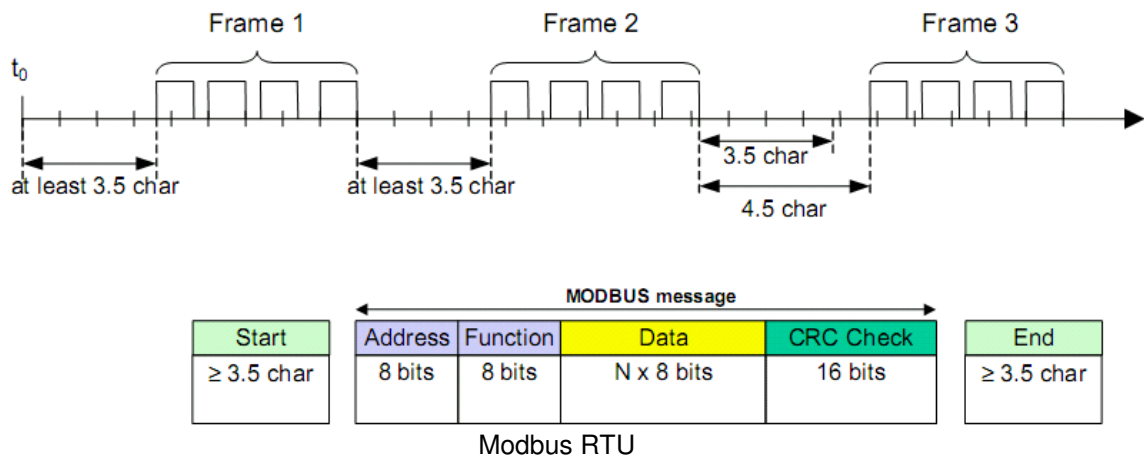 Frame 1 Frame 2 Frame 3
t0
3.5 char
at least 3.5 char at least 3.5 char
4.5 char
MODBUS message
Start Address Function Data CRC Check End
≥ 3.5 char 8 bits 8 bits N x 8 bits 16 bits ≥ 3.5 char
Modbus RTU